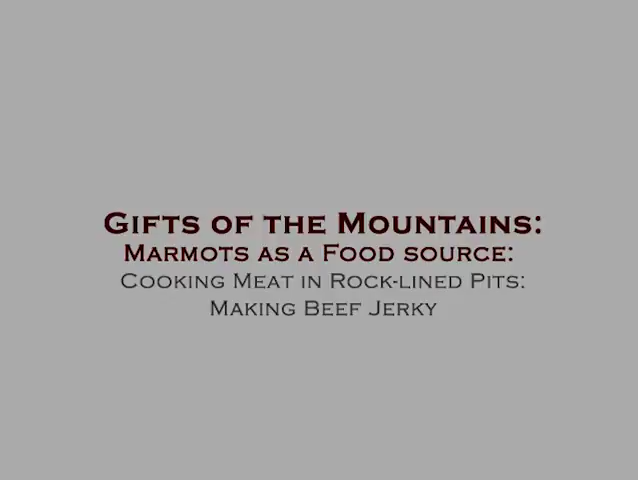 Gifts of the Mountains:
Marmots as a Food source:
Cooking Meat in Rock-lined Pits:
Making Beef Jerky